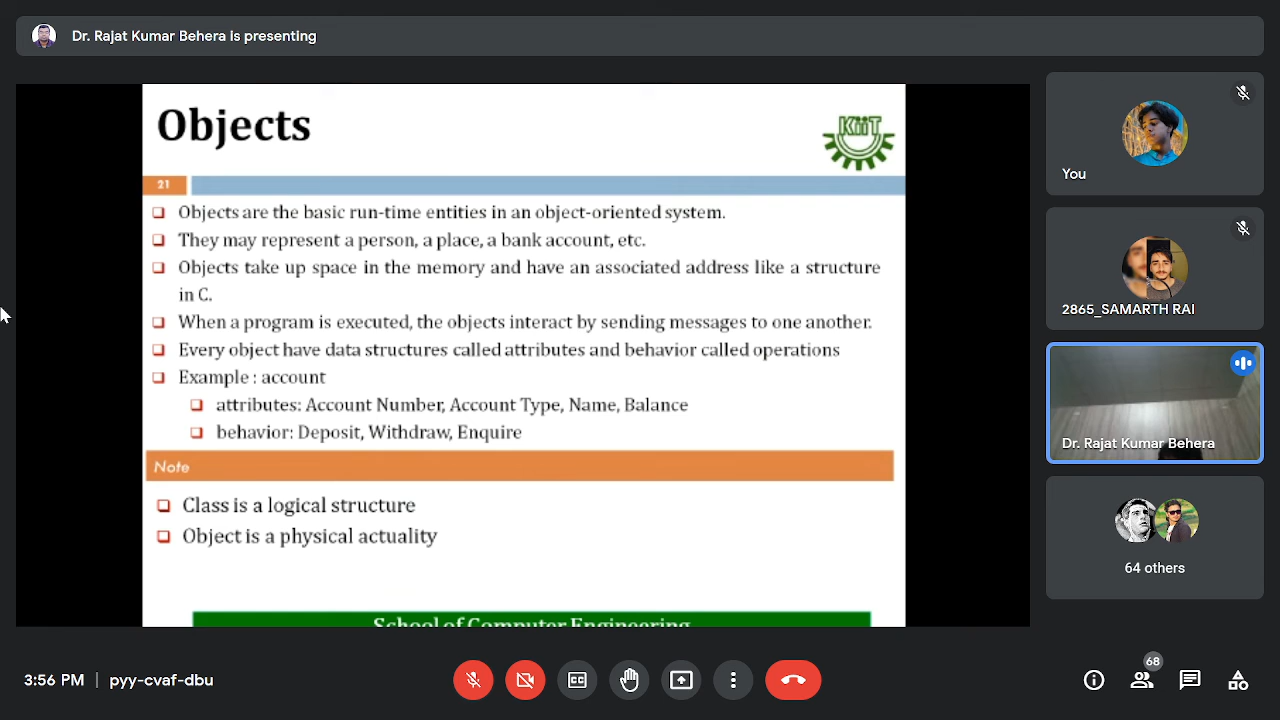 Dr. Rajat Kumar Behera is presenting
Objects
KiiT
21
Objects are the basic run-time entities in an object-oriented system.
They may represent a person, a place, a bank account, etc.
Objects take up space in the memory and have an associated address like a structure
in C.
When a program is executed, the objects interact by sending messages to one another.
Every object have data structures called attributes and behavior called operations
Example : account
attributes: Account Number, Account Type, Name, Balance
behavior: Deposit, Withdraw, Enquire
Note
Class is a logical structure
Object is a physical actuality
School of Computer Engineering
You
2865_SAMARTH RAI
Dr. Rajat Kumar Behera
64 others
3:56 PM | pyy-cvaf-dbu
CC
68